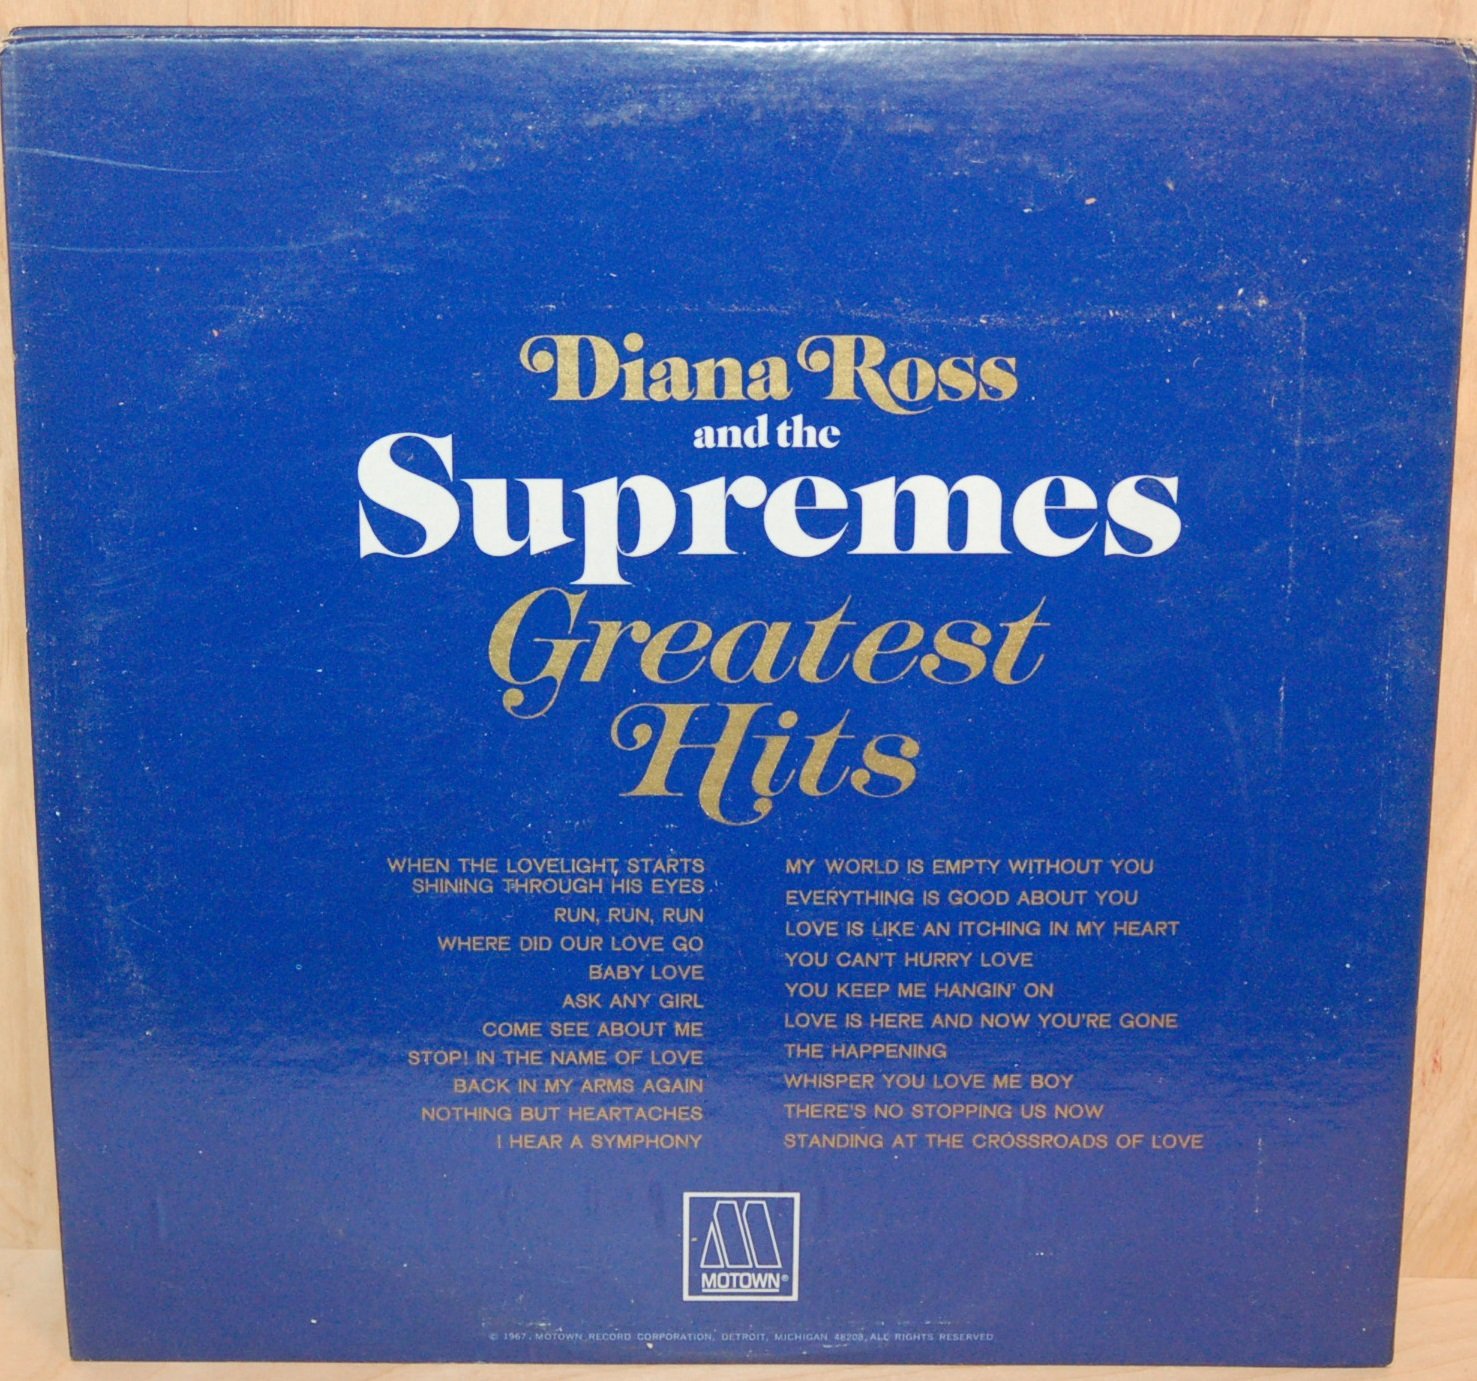 Diana Ross
and the
Supremes
Greatest
Hits
WHEN THE LOVELIGHT STARTS
SHINING THROUGH HIS EYES
RUN, RUN, RUN
WHERE DID OUR LOVE GO
BABY LOVE
ASK ANY GIRL
COME SEE ABOUT ME
STOP! IN THE NAME OF LOVE
BACK IN MY ARMS AGAIN
NOTHING BUT HEARTACHES
I HEAR A SYMPHONY
MY WORLD IS EMPTY WITHOUT YOU
EVERYTHING IS GOOD ABOUT YOU
LOVE IS LIKE AN ITCHING IN MY HEART
YOU CAN'T HURRY LOVE
YOU KEEP ME HANGIN' ON
LOVE IS HERE AND NOW YOU'RE GONE
THE HAPPENING
WHISPER YOU LOVE ME BOY
THERE'S NO STOPPING US NOW
STANDING AT THE CROSSROADS OF LOVE
MOTOWN®
© 1967, MOTOWN RECORD CORPORATION, DETROIT, MICHIGAN 48208, ALL RIGHTS RESERVED